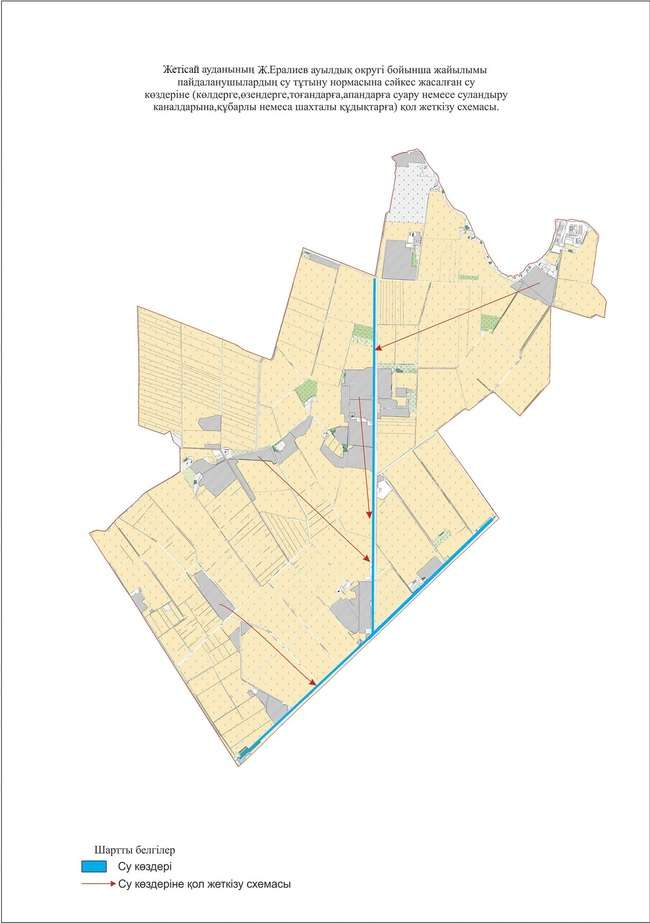 Жетісай ауданының Ж.Ералиев ауылдық округі бойынша жайылымы
пайдаланушылардың су тұтыну нормасына сәйкес жасалған су
көздеріне (көлдерге,өзендерге,тоғандарға,апандарға суару немесе суландыру
каналдарына,құбарлы немеса шахталы құдықтарға) қол жеткізу схемасы.
Шартты белгілер
Су көздері
Су көздеріне қол жеткізу схемасы